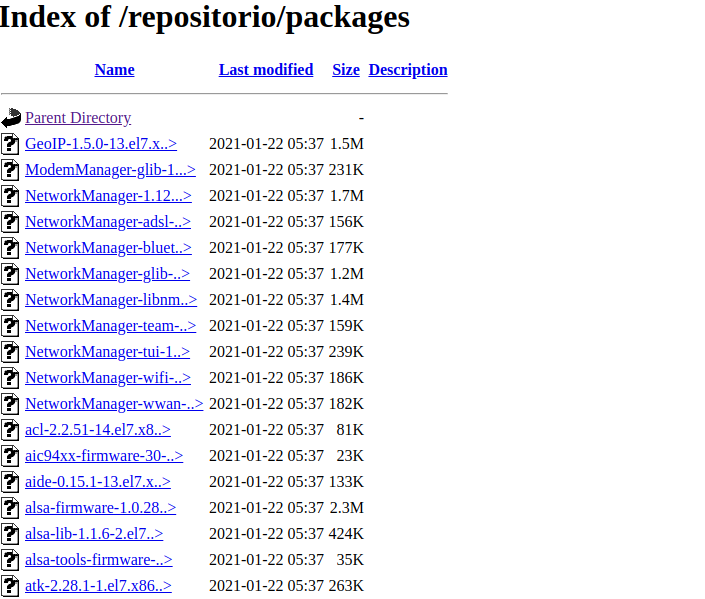 Index of /repositorio/packages
Name Last modified Size Description
Parent Directory -
GeoIP-1.5.0-13.el7.x..> 2021-01-22 05:37 1.5M
ModemManager-glib-1...> 2021-01-22 05:37 231K
NetworkManager-1.12...> 2021-01-22 05:37 1.7M
NetworkManager-adsl-..> 2021-01-22 05:37 156K
NetworkManager-bluet..> 2021-01-22 05:37 177K
NetworkManager-glib-..> 2021-01-22 05:37 1.2M
NetworkManager-libnm..> 2021-01-22 05:37 1.4M
NetworkManager-team-..> 2021-01-22 05:37 159K
NetworkManager-tui-1..> 2021-01-22 05:37 239K
NetworkManager-wifi-..> 2021-01-22 05:37 186K
NetworkManager-wwan-..> 2021-01-22 05:37 182K
acl-2.2.51-14.el7.x8..> 2021-01-22 05:37 81K
aic94xx-firmware-30-..> 2021-01-22 05:37 23K
aide-0.15.1-13.el7.x..> 2021-01-22 05:37 133K
alsa-firmware-1.0.28..> 2021-01-22 05:37 2.3M
alsa-lib-1.1.6-2.el7..> 2021-01-22 05:37 424K
alsa-tools-firmware-..> 2021-01-22 05:37 35K
atk-2.28.1-1.el7.x86..> 2021-01-22 05:37 263K